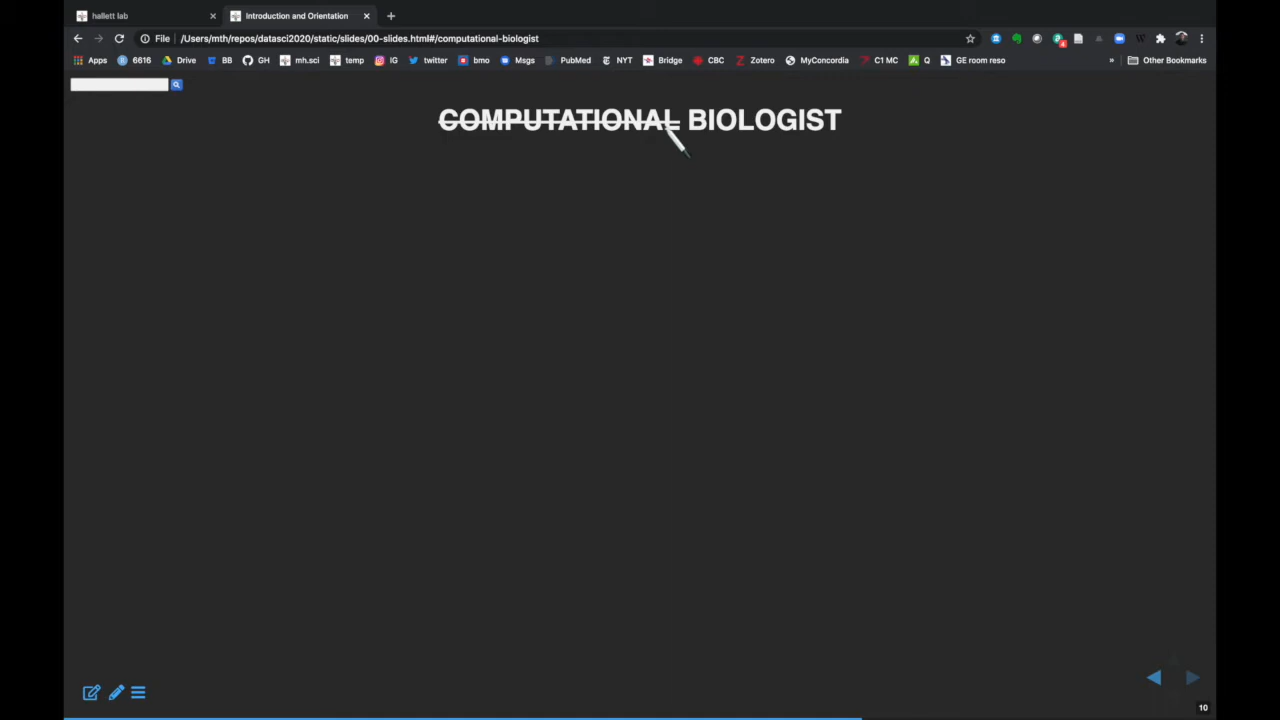 hallett lab
Introduction and Orientation
File /Users/mth/repos/datasci2020/static/slides/00-slides.html#/computational-biologist
Apps 6616 Drive BB GH mh.sci temp IG twitter bmo Msgs PubMed NYT Bridge CBC Zotero MyConcordia C1 MC Q GE room reso » Other Bookmarks
COMPUTATIONAL BIOLOGIST
10